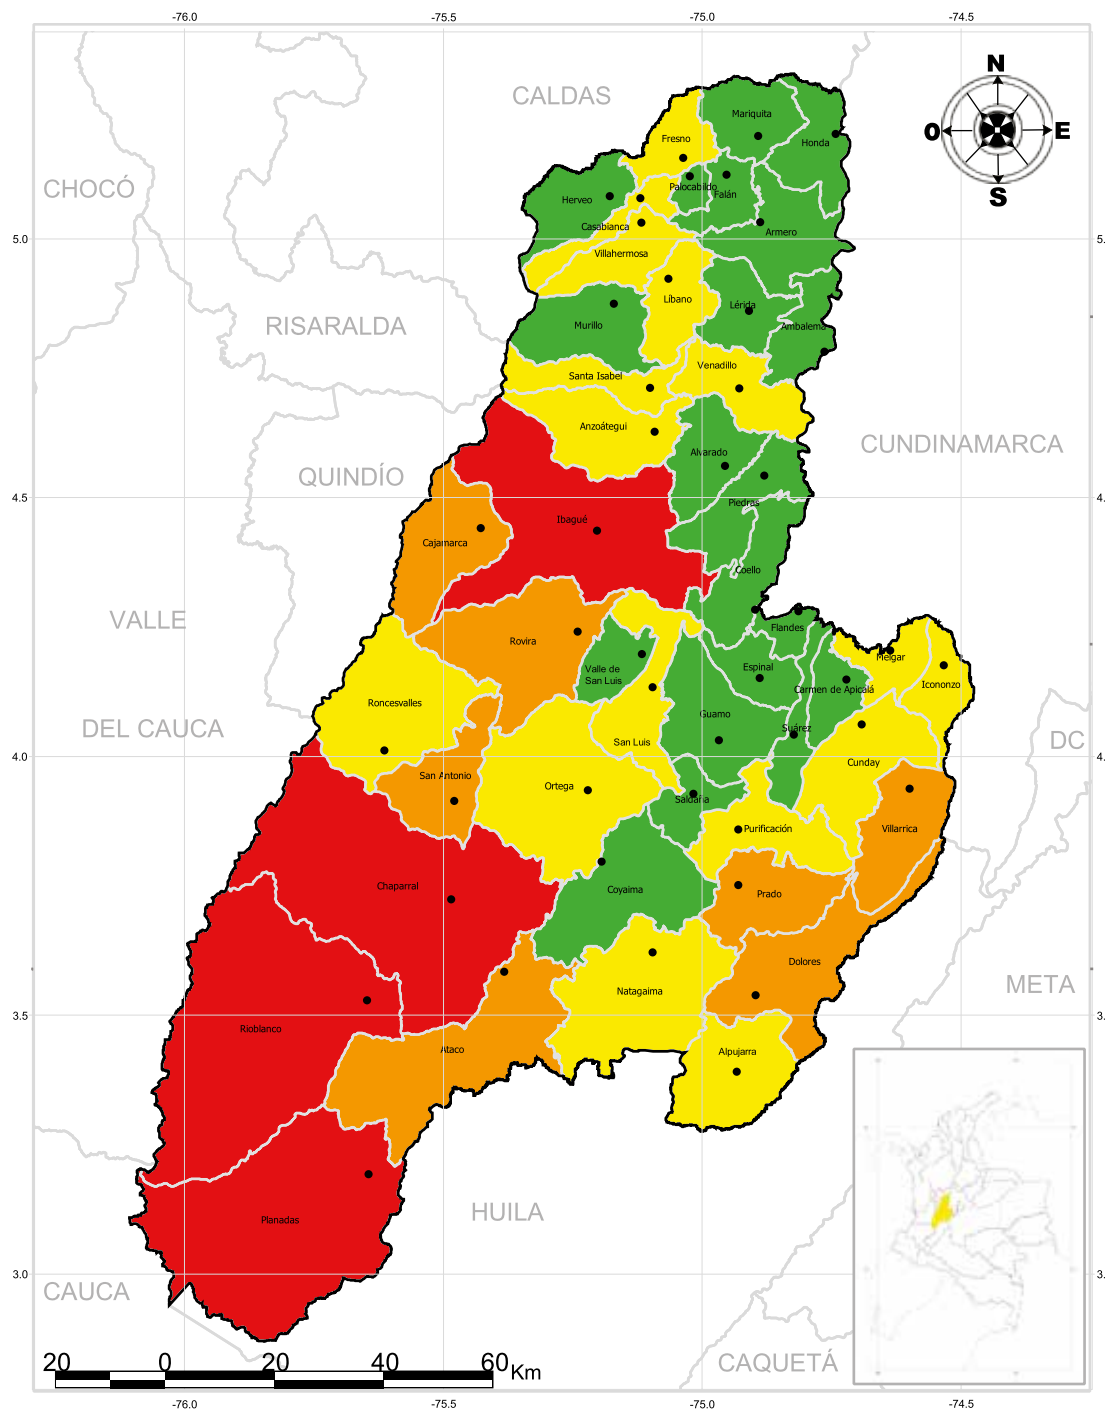 -76.0
-75.5
-75.0
-74.5
N
O
E
S
CALDAS
Mariquita
Honda
Fresno
CHOCÓ
Palocabildo
Falán
Herveo
Casabianca
Armero
5.0
5.
Villahermosa
Líbano
Lérida
RISARALDA
Murillo
Ambalema
Venadillo
Santa Isabel
Anzoátegui
CUNDINAMARCA
Alvarado
QUINDÍO
4.5
4.
Piedras
Ibagué
Cajamarca
Coello
VALLE
Flandes
Rovira
Melgar
Espinal
Valle de
San Luis
Icononzo
Carmen de Apicalá
Roncesvalles
Guamo
DEL CAUCA
Suárez
San Luis
DC
4.0
4.
Cunday
San Antonio
Ortega
Saldaña
Purificación
Villarrica
Chaparral
Coyaima
Prado
Dolores
META
Natagaima
3.5
3.
Rioblanco
Ataco
Alpujarra
HUILA
Planadas
3.0
3.
CAUCA
CAQUETÁ
20
0
20
40
60
Km
-76.0
-75.5
-75.0
-74.5